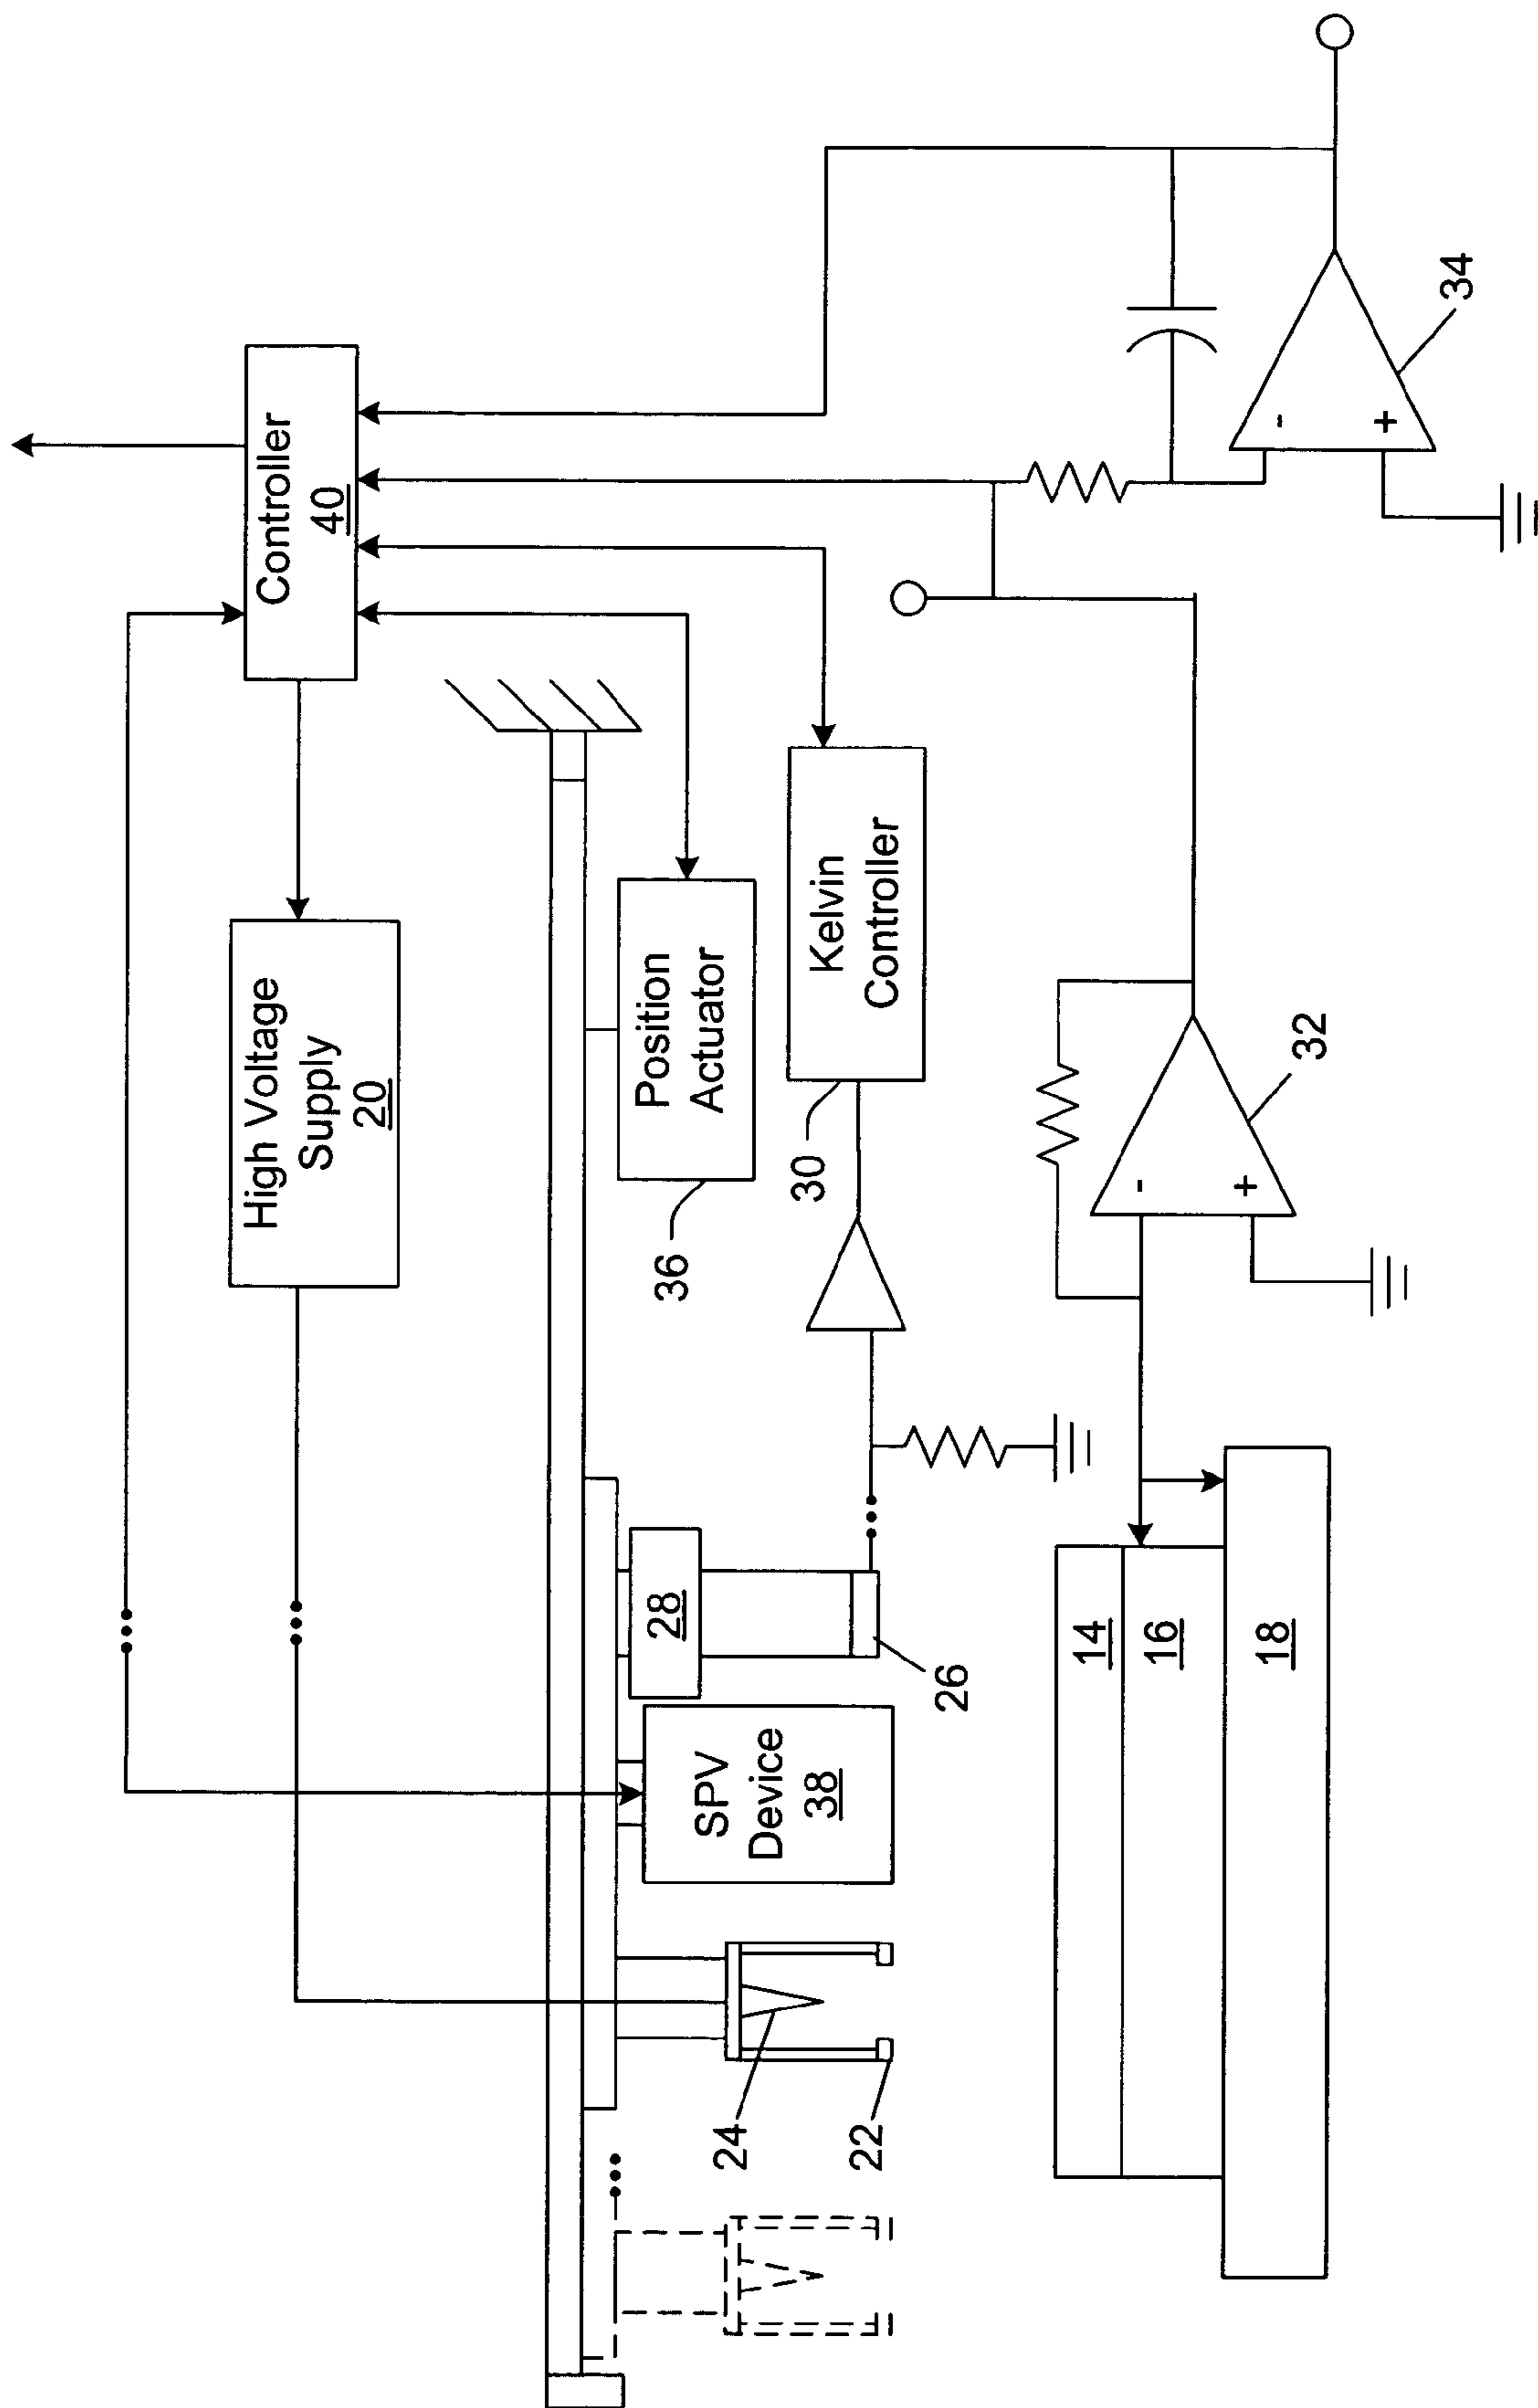 Controller
40
High Voltage
Supply
20
Position
Actuator
36
Kelvin
Controller
30
28
26
SPV
Device
38
24
22
14
16
18
-
+
32
-
+
34